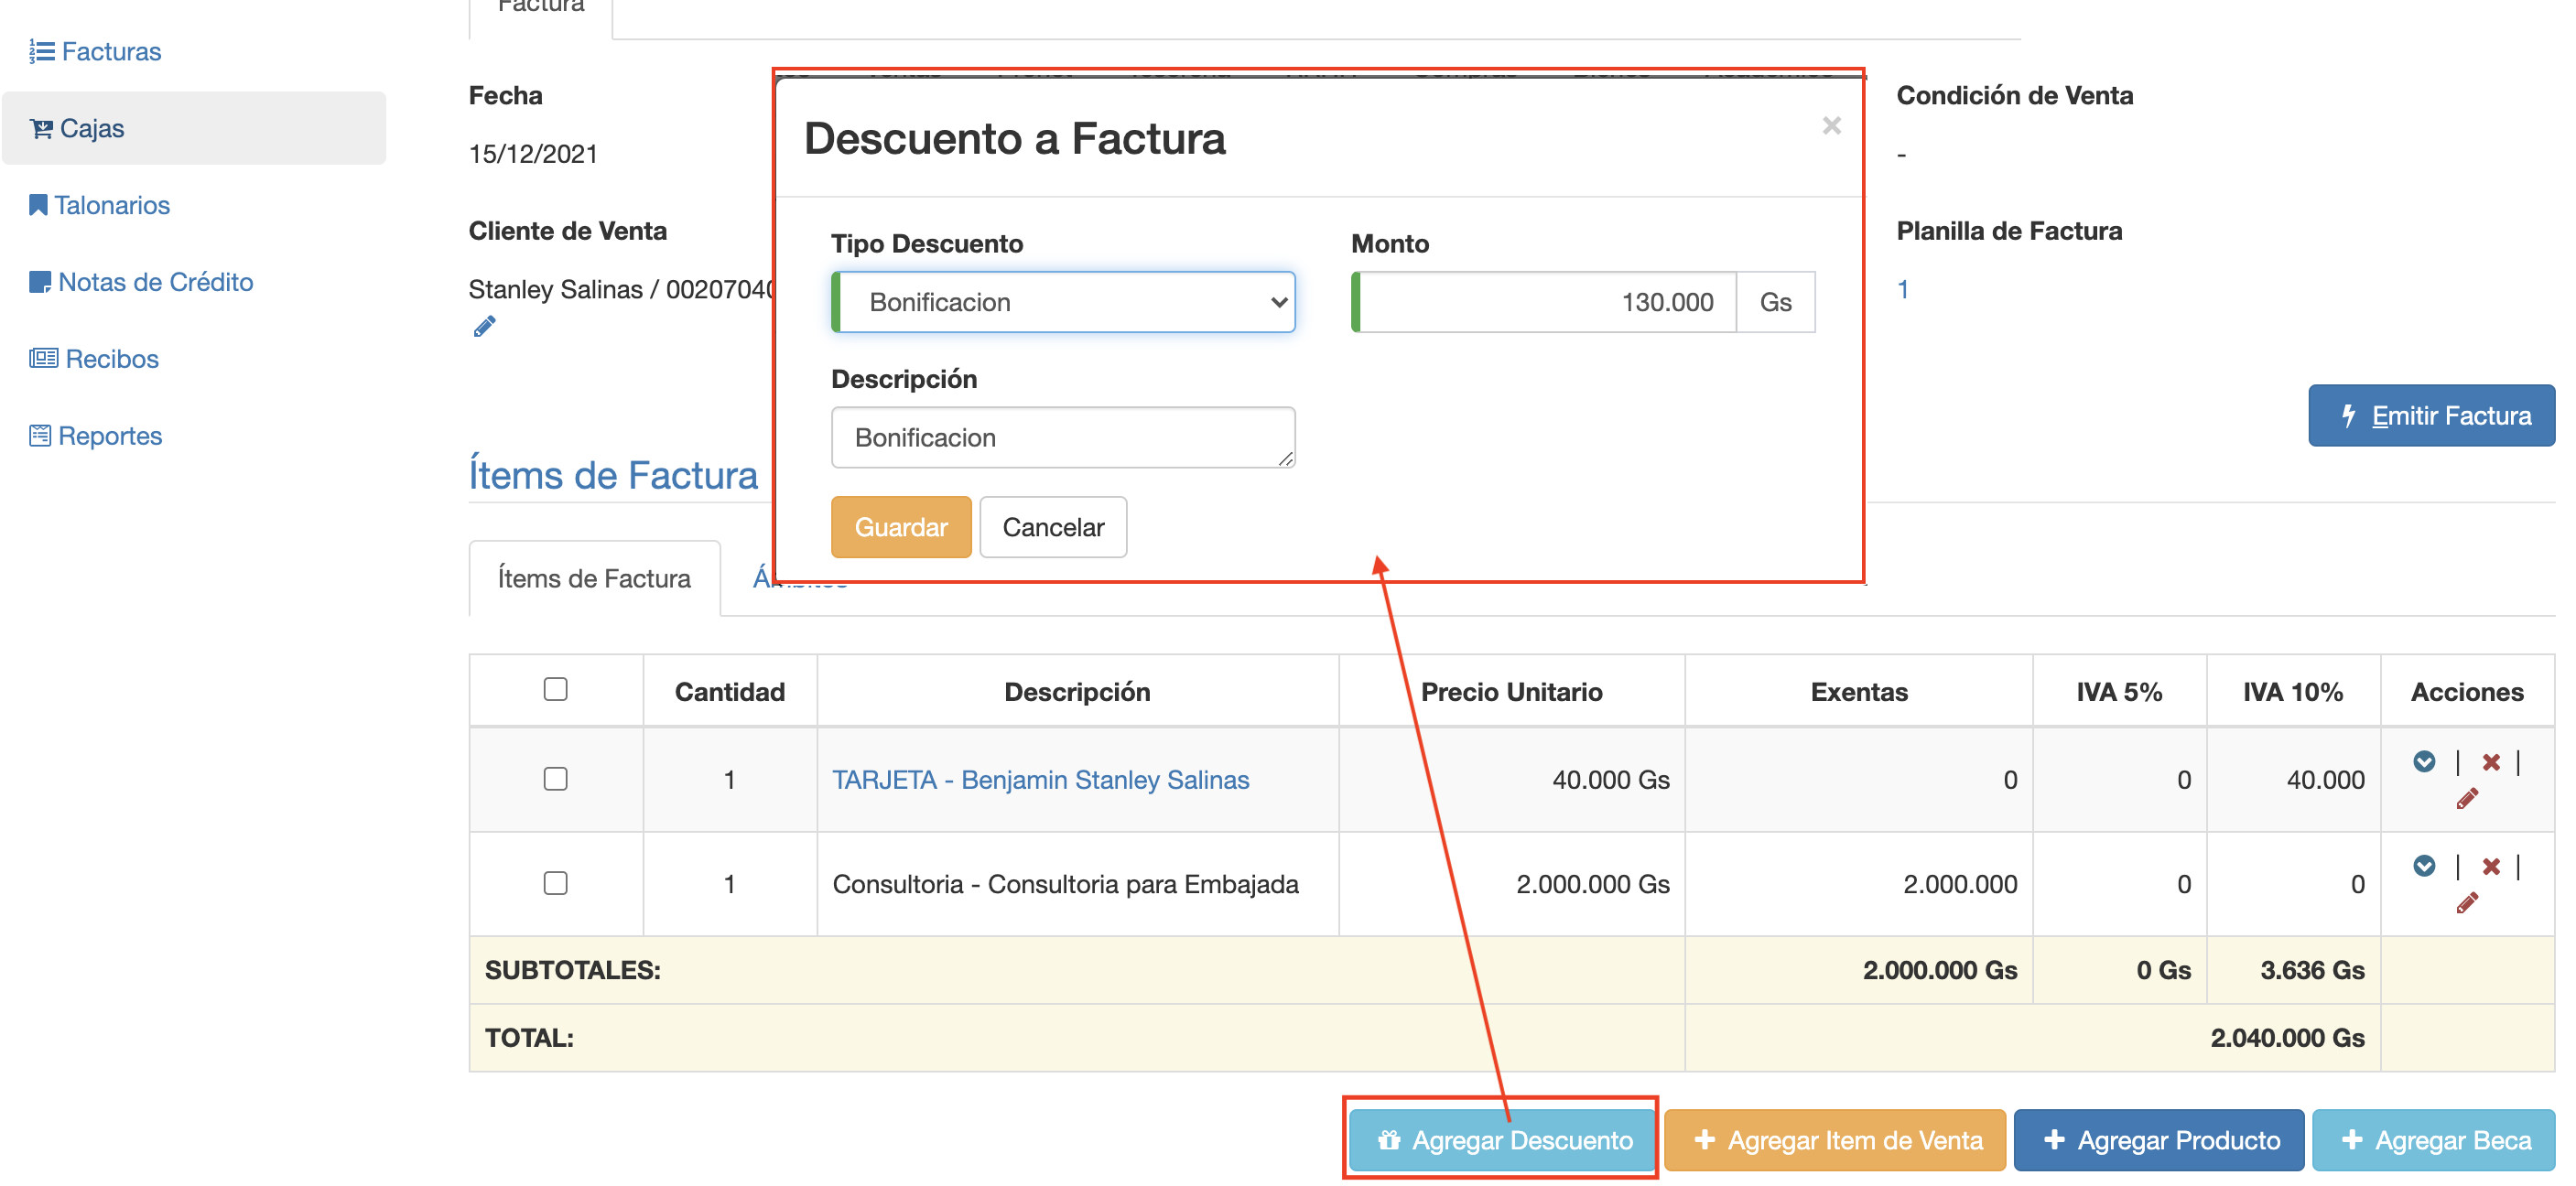 Factura
Facturas
Cajas
Talonarios
Notas de Crédito
Recibos
Reportes
Fecha
15/12/2021
Cliente de Venta
Stanley Salinas / 0020704
Condición de Venta
-
Planilla de Factura
1
Descuento a Factura
×
Tipo Descuento
Monto
Bonificacion
130.000 Gs
Descripción
Bonificacion
Guardar Cancelar
Emitir Factura
Ítems de Factura
Ítems de Factura
Cantidad Descripción Precio Unitario Exentas IVA 5% IVA 10% Acciones
1 TARJETA - Benjamin Stanley Salinas 40.000 Gs 0 0 40.000 | |
1 Consultoria - Consultoria para Embajada 2.000.000 Gs 2.000.000 0 0 | |
SUBTOTALES: 2.000.000 Gs 0 Gs 3.636 Gs
TOTAL: 2.040.000 Gs
Agregar Descuento + Agregar Item de Venta + Agregar Producto + Agregar Beca